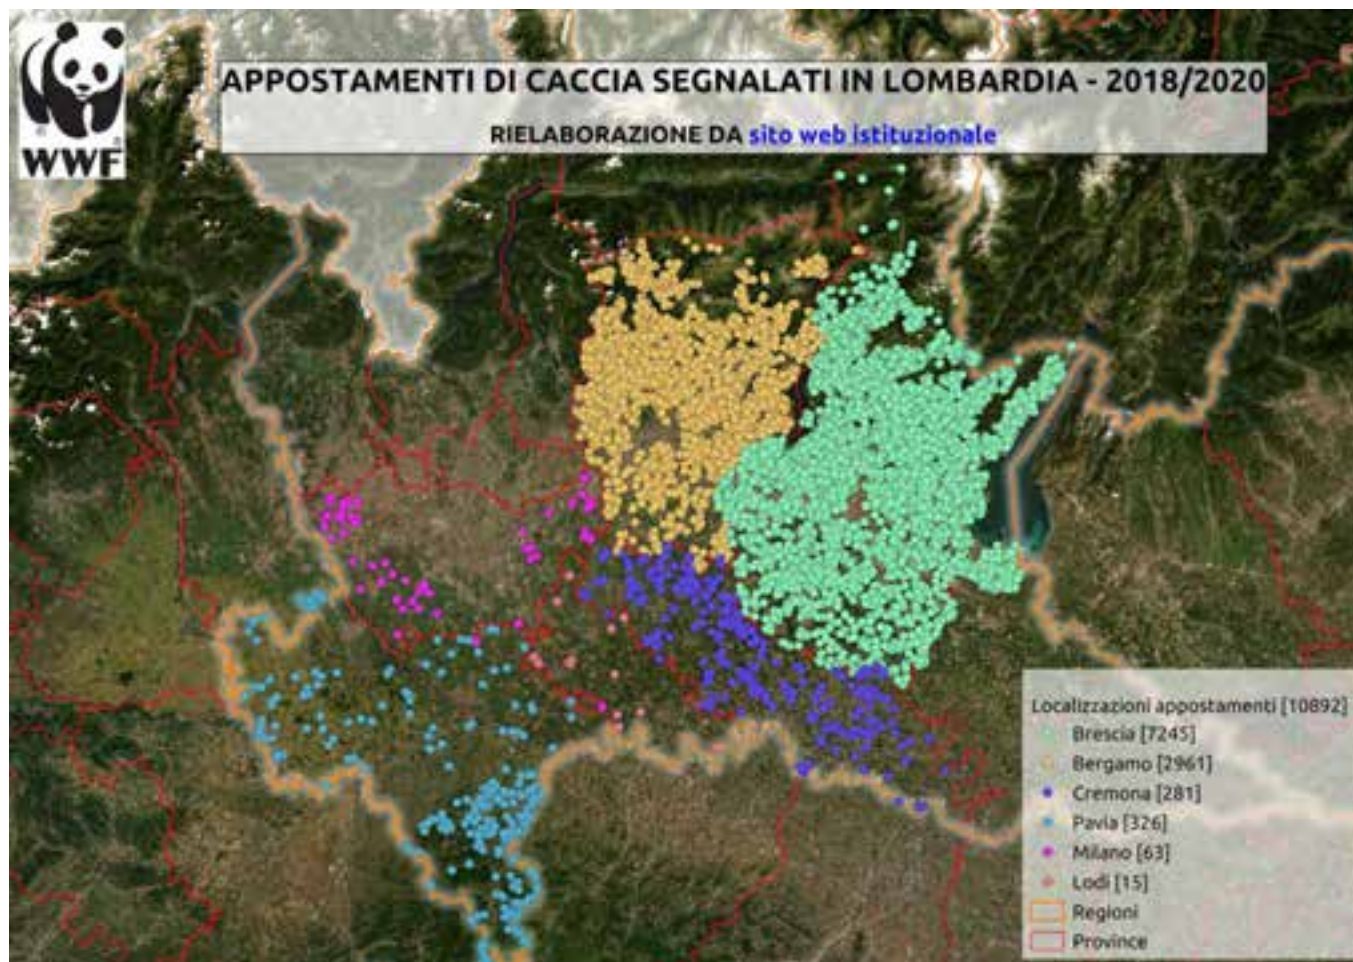 WWF
APPOSTAMENTI DI CACCIA SEGNALATI IN LOMBARDIA - 2018/2020
RIELABORAZIONE DA sito web istituzionale
Localizzazioni appostamenti [10892]
Brescia [7245]
Bergamo [2961]
Cremona [281]
Pavia [326]
Milano [63]
Lodi [15]
Regioni
Province